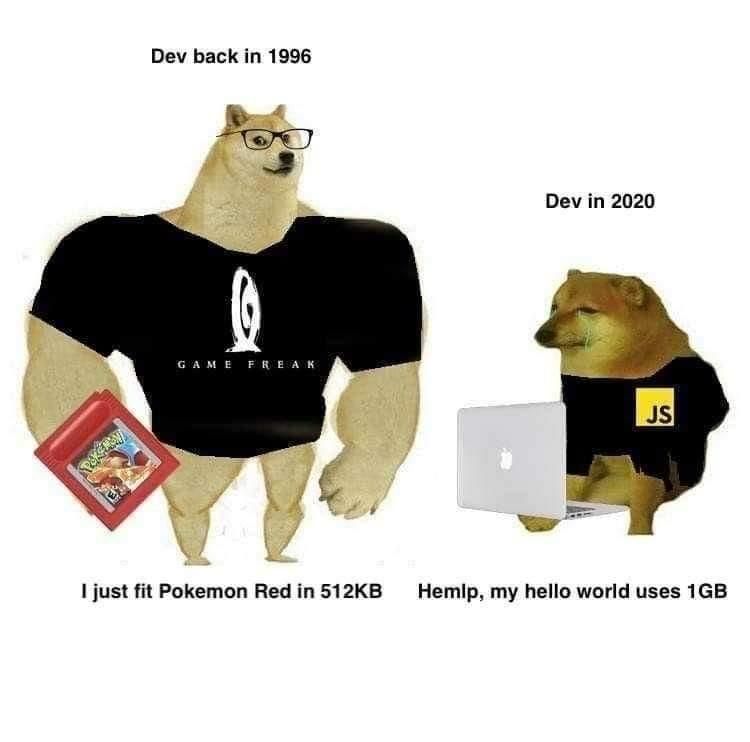 Dev back in 1996
Dev in 2020
GAME FREAK
POKéMON
E
JS
I just fit Pokemon Red in 512KB
Hemlp, my hello world uses 1GB